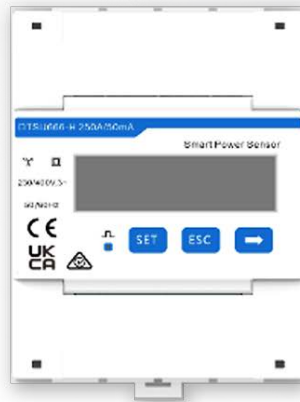 DTSU666-H 250A/50mA
Smart Power Sensor
230/400V,3~
50/60Hz
CE
UK
CA
SET
ESC